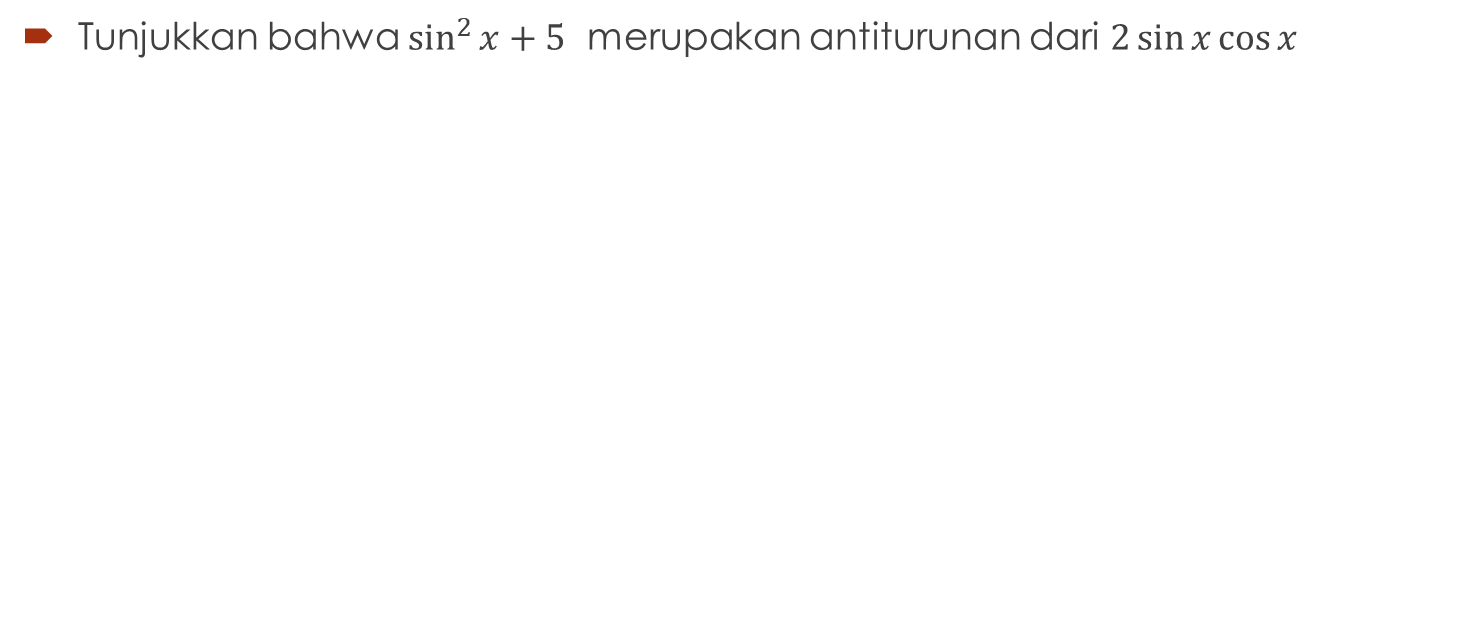 Tunjukkan bahwa sin² x + 5 merupakan antiturunan dari 2 sin x cos x